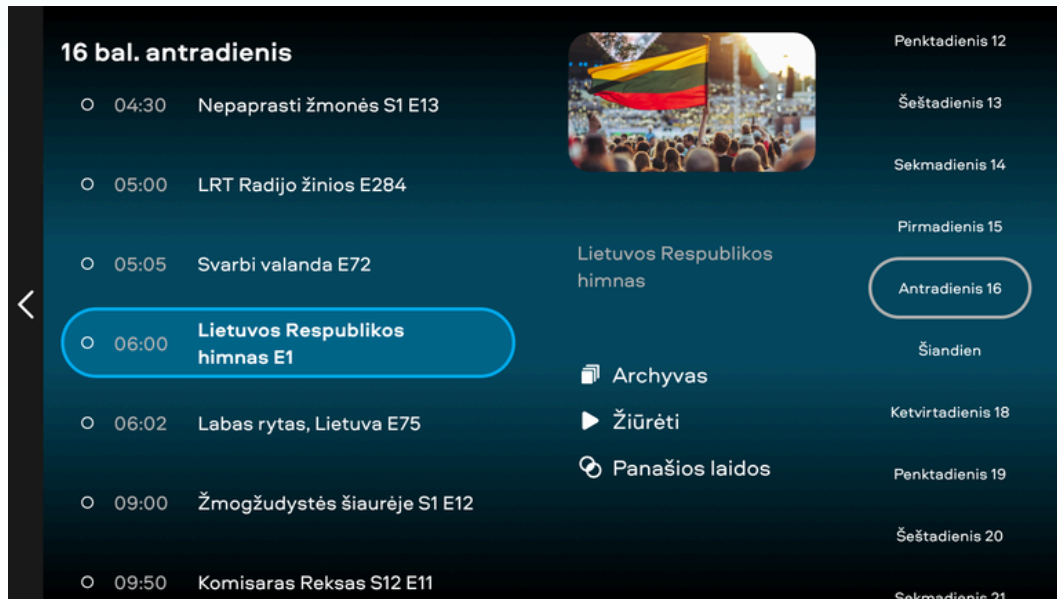 16 bal. antradienis
04:30 Nepaprasti žmonės S1 E13
05:00 LRT Radijo žinios E284
05:05 Svarbi valanda E72
06:00 Lietuvos Respublikos
himnas E1
06:02 Labas rytas, Lietuva E75
09:00 Žmogžudystės šiaurėje S1 E12
09:50 Komisaras Reksas S12 E11
Lietuvos Respublikos
himnas
Archyvas
Žiūrėti
Panašios laidos
Penktadienis 12
Šeštadienis 13
Sekmadienis 14
Pirmadienis 15
Antradienis 16
Šiandien
Ketvirtadienis 18
Penktadienis 19
Šeštadienis 20
Sekmadienis 21